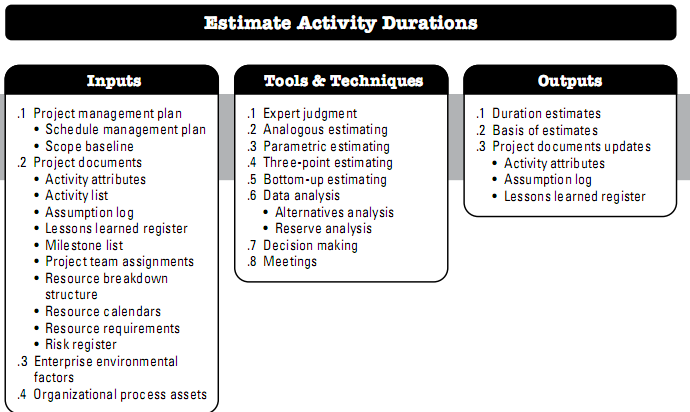 Estimate Activity Durations
Inputs
.1 Project management plan
• Schedule management plan
• Scope baseline
.2 Project documents
• Activity attributes
• Activity list
• Assumption log
• Lessons learned register
• Milestone list
• Project team assignments
• Resource breakdown
structure
• Resource calendars
• Resource requirements
• Risk register
.3 Enterprise environmental
factors
.4 Organizational process assets
Tools & Techniques
.1 Expert judgment
.2 Analogous estimating
.3 Parametric estimating
.4 Three-point estimating
.5 Bottom-up estimating
.6 Data analysis
• Alternatives analysis
• Reserve analysis
.7 Decision making
.8 Meetings
Outputs
.1 Duration estimates
.2 Basis of estimates
.3 Project documents updates
• Activity attributes
• Assumption log
• Lessons learned register